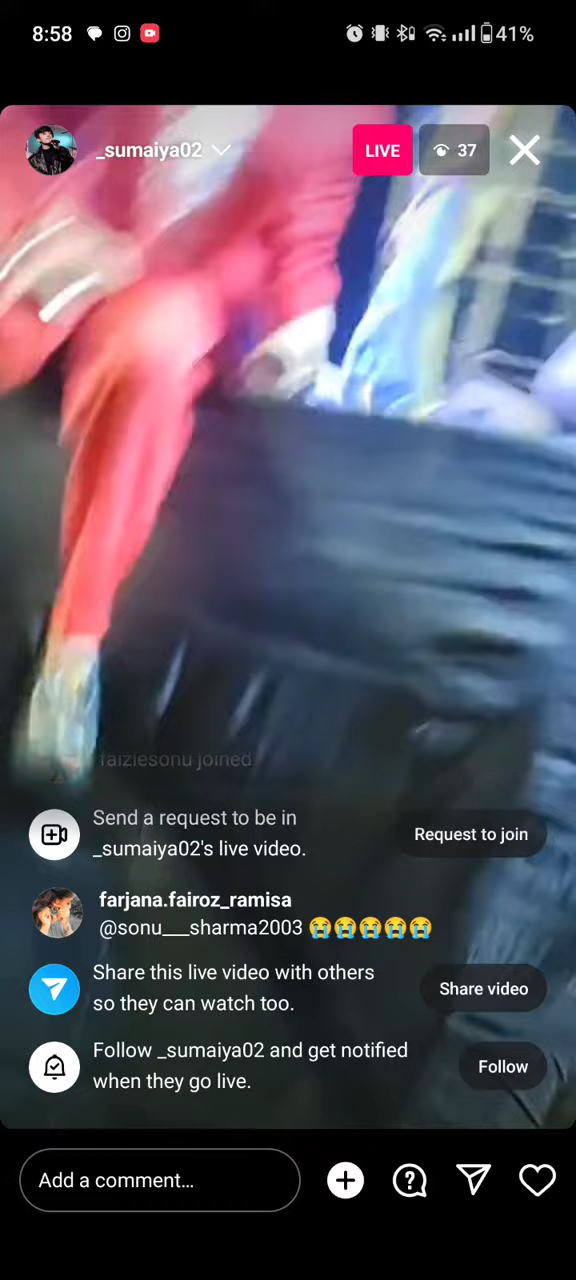 8:58
41%
_sumaiya02
LIVE
37
faizlesonu joined
Send a request to be in
_sumaiya02's live video.
Request to join
farjana.fairoz_ramisa
@sonu___sharma2003 😭😭😭😭😭
Share this live video with others
so they can watch too.
Share video
Follow _sumaiya02 and get notified
when they go live.
Follow
Add a comment...